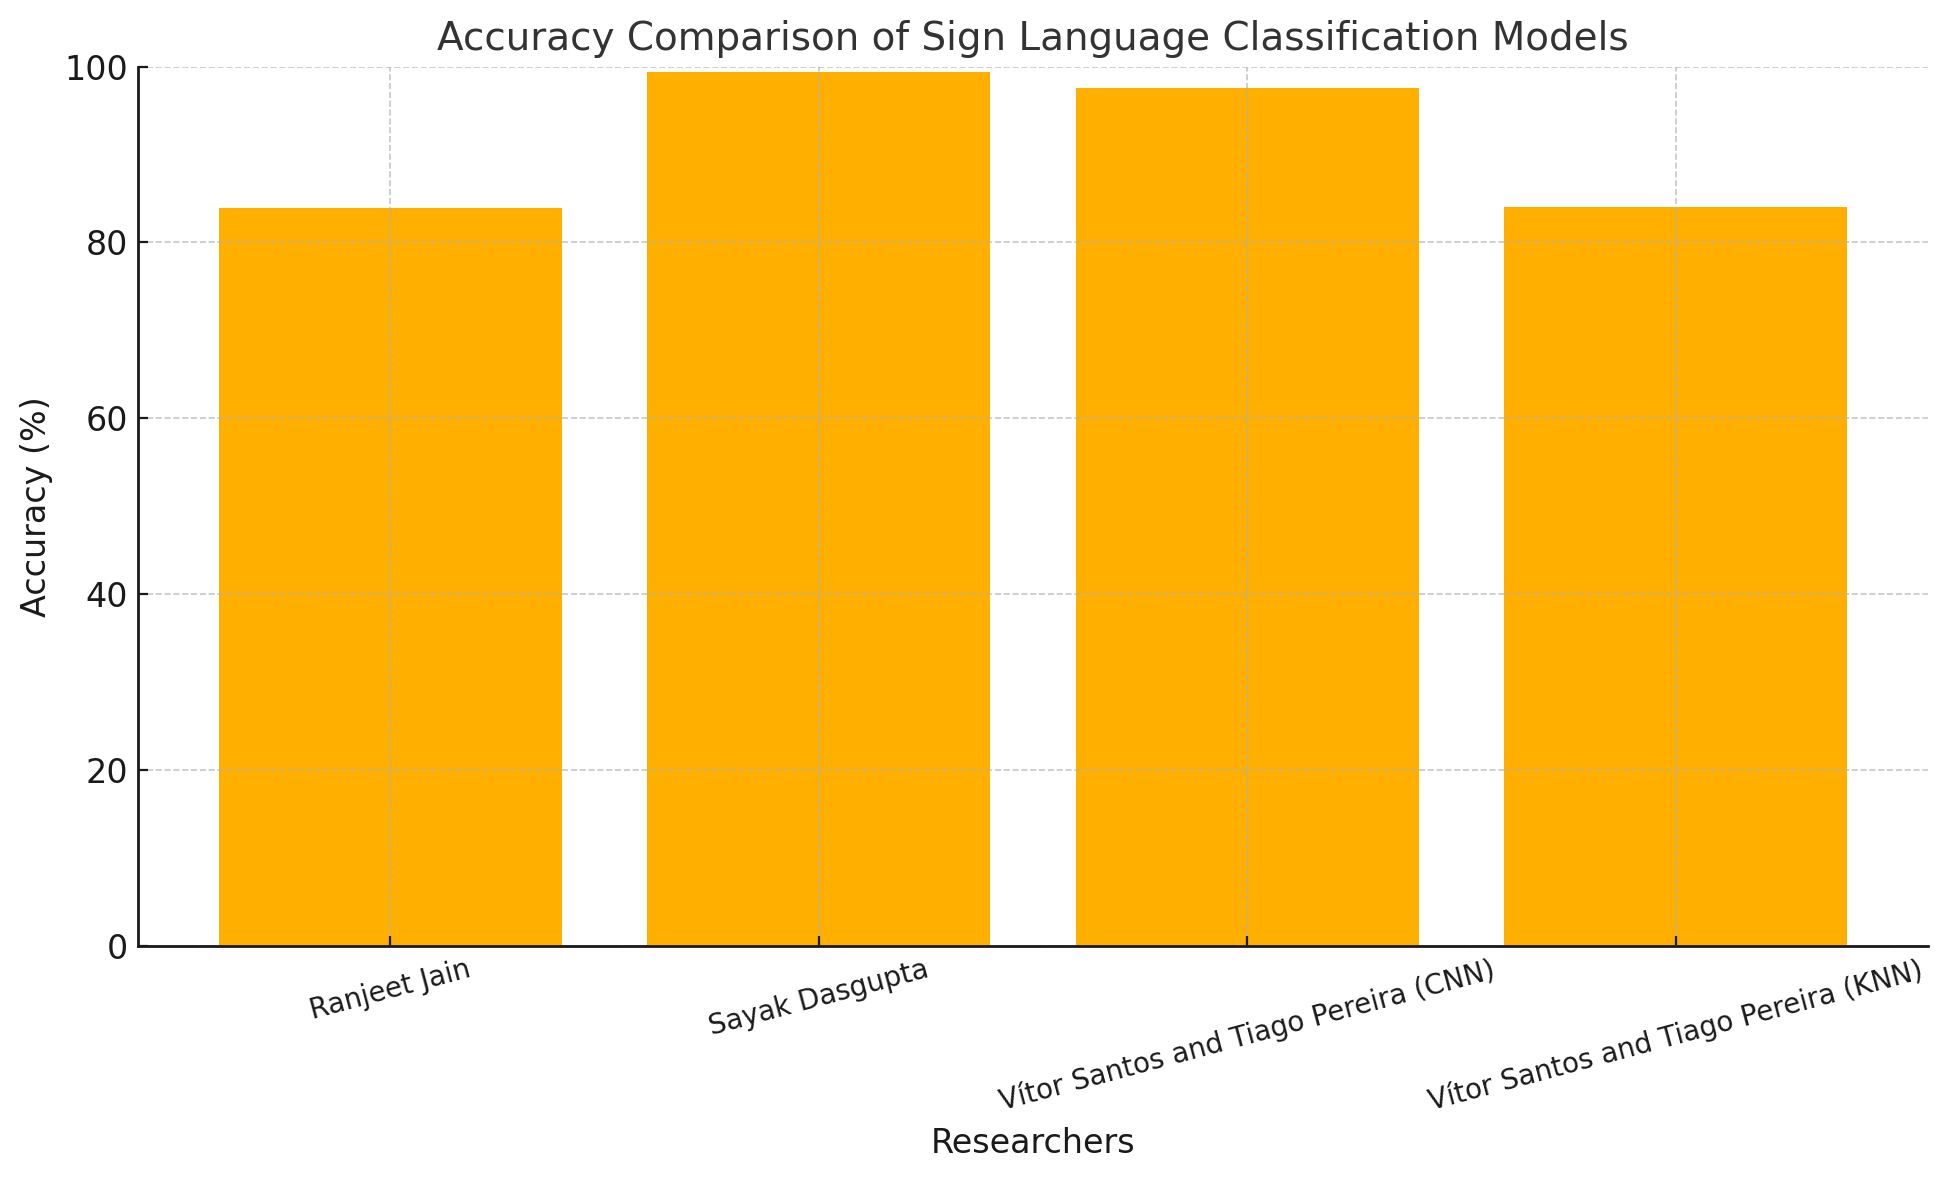 Accuracy Comparison of Sign Language Classification Models
Accuracy (%)
100
80
60
40
20
0
Ranjeet Jain
Sayak Dasgupta
Vítor Santos and Tiago Pereira (CNN)
Vítor Santos and Tiago Pereira (KNN)
Researchers